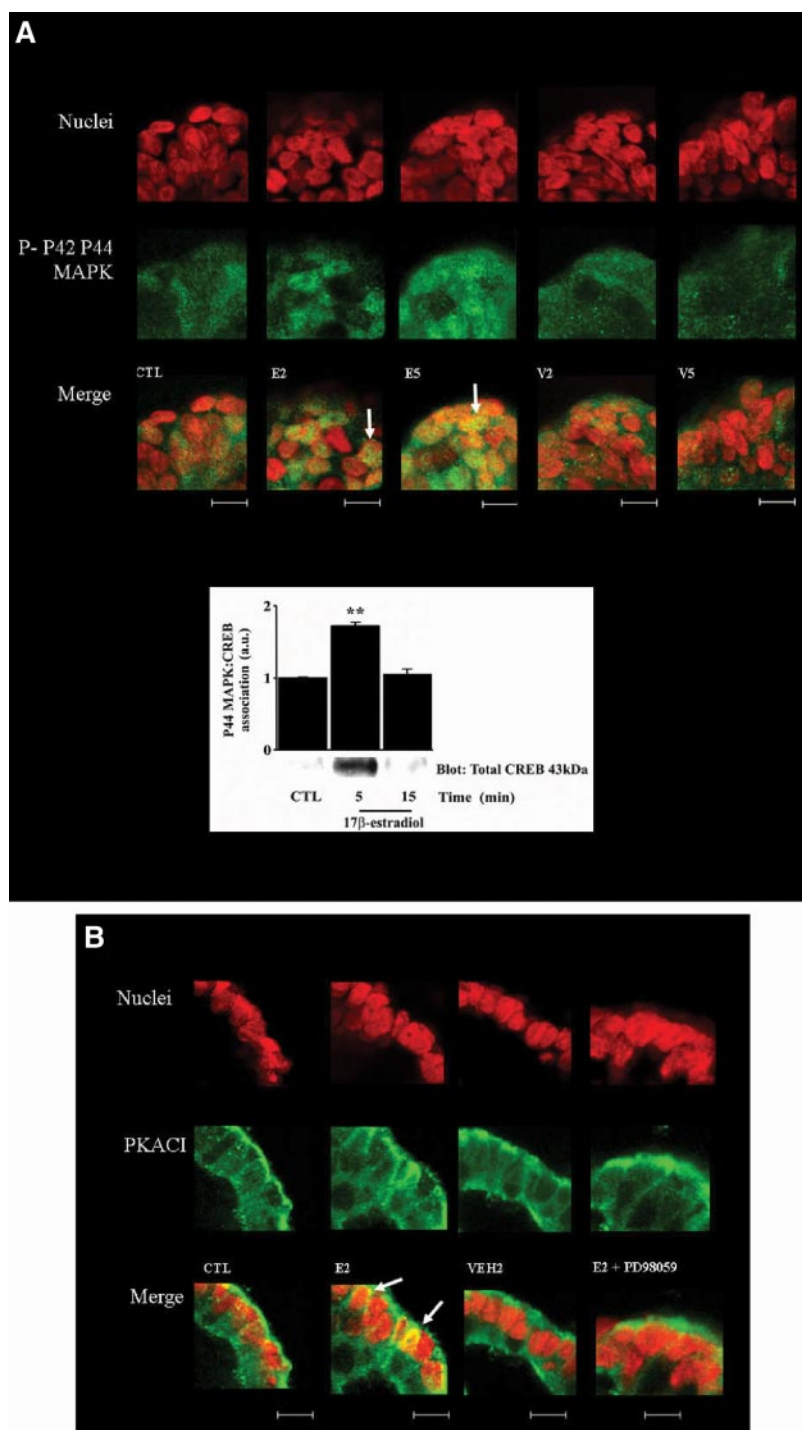 A
Nuclei
P- P42 P44
MAPK
CTL E2 E5 V2 V5
Merge
2
**
1
0
P44 MAPK:CREB
association (a.u.)
Blot: Total CREB 43kDa
CTL 5 15 Time (min)
17β-estradiol
B
Nuclei
PKACI
CTL E2 VEH2 E2 + PD98059
Merge